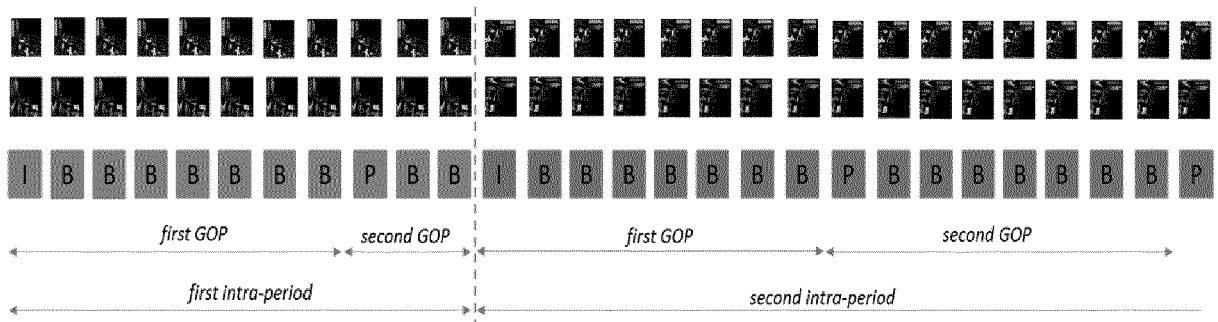 I B B B B B B B P B B I B B B B B B B P B B B B B B B P
first GOP second GOP first GOP second GOP
first intra-period second intra-period